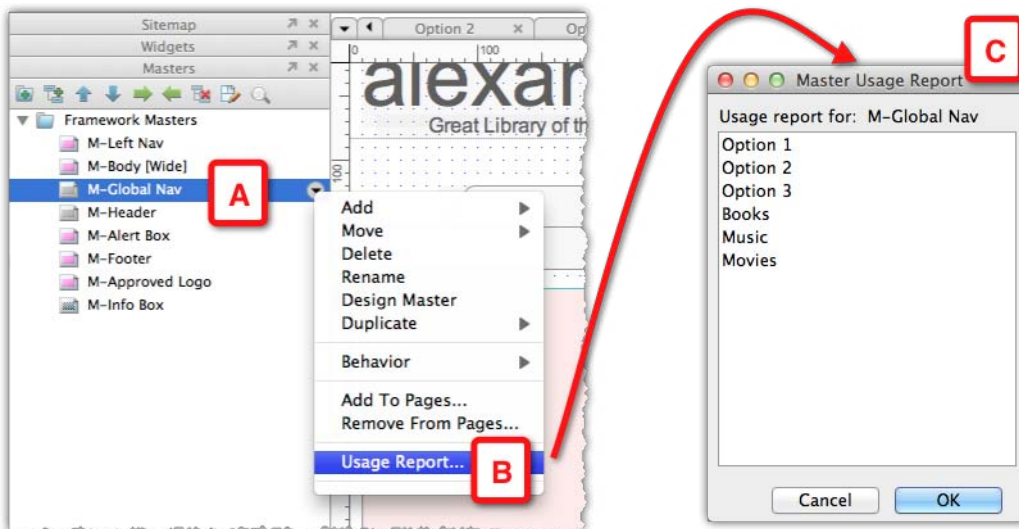 Sitemap
Widgets
Masters
Framework Masters
M-Left Nav
M-Body [Wide]
M-Global Nav
M-Header
M-Alert Box
M-Footer
M-Approved Logo
M-Info Box
A
Option 2
0
100
alexan
Great Library of th
100
Add
Move
Delete
Rename
Design Master
Duplicate
Behavior
Add To Pages...
Remove From Pages...
Usage Report...
B
C
Master Usage Report
Usage report for: M-Global Nav
Option 1
Option 2
Option 3
Books
Music
Movies
Cancel
OK